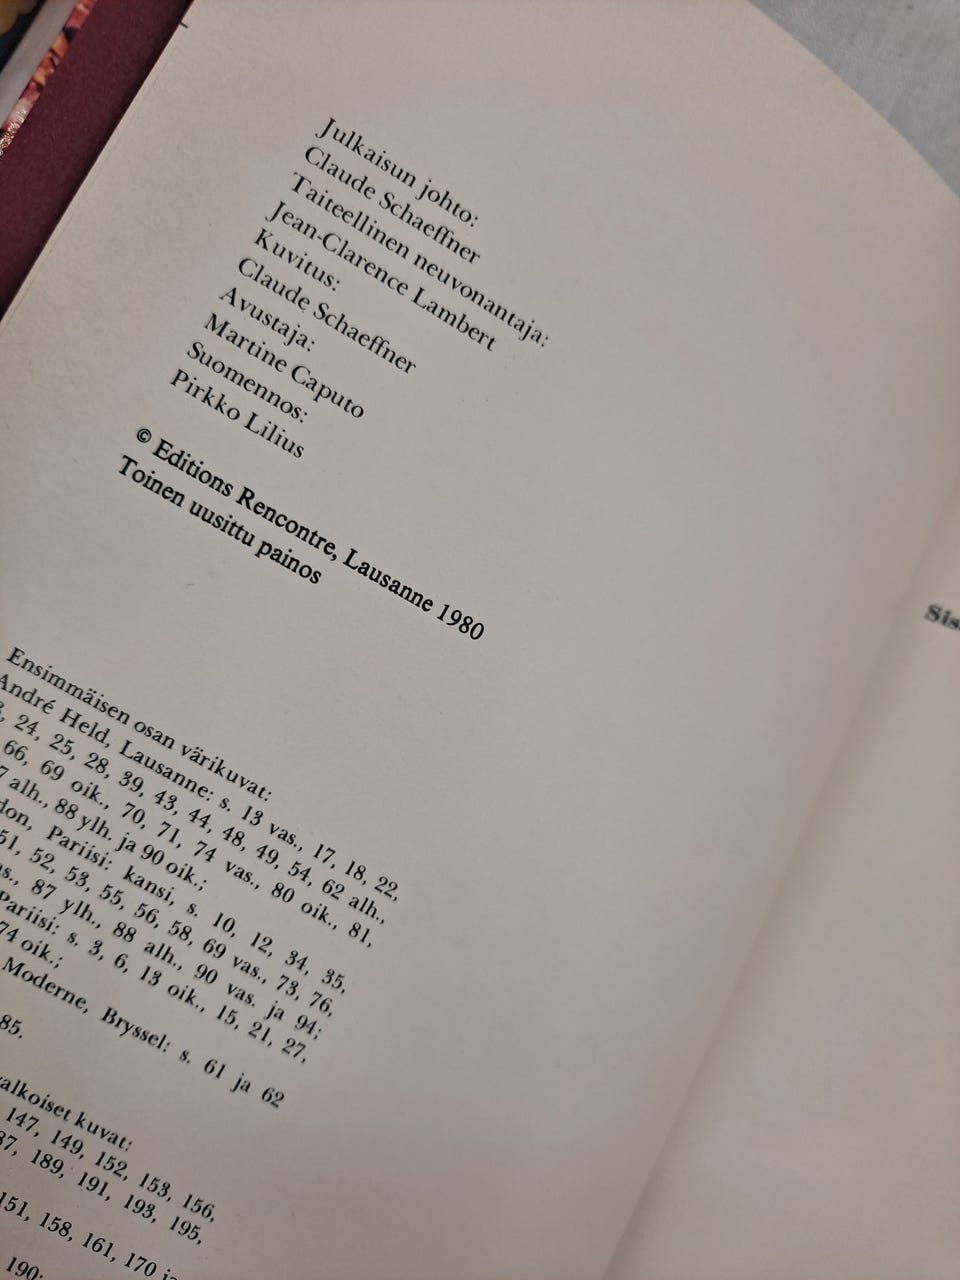 Julkaisun johto:
Claude Schaeffner
Taiteellinen neuvonantaja:
Jean-Clarence Lambert
Kuvitus:
Claude Schaeffner
Avustaja:
Martine Caputo
Suomennos:
Pirkko Lilius
© Editions Rencontre, Lausanne 1980
Toinen uusittu painos
Ensimmäisen osan värikuvat:
André Held, Lausanne: s. 13 vas., 17, 18, 22,
24, 25, 28, 39, 43, 44, 48, 49, 54, 62 alh.,
66, 69 oik., 70, 71, 74 vas., 80 oik., 81,
alh., 88 ylh. ja 90 oik.;
Pariisi: kansi, s. 10, 12, 34, 35,
51, 52, 53, 55, 56, 58, 69 vas., 73, 76,
87 ylh., 88 alh., 90 vas. ja 94;
Pariisi: s. 3, 6, 13 oik., 15, 21, 27,
74 oik.;
Moderne, Bryssel: s. 61 ja 62
85.
kuvat:
147, 149, 152, 153, 156,
189, 191, 193, 195,
151, 158, 161, 170
190;